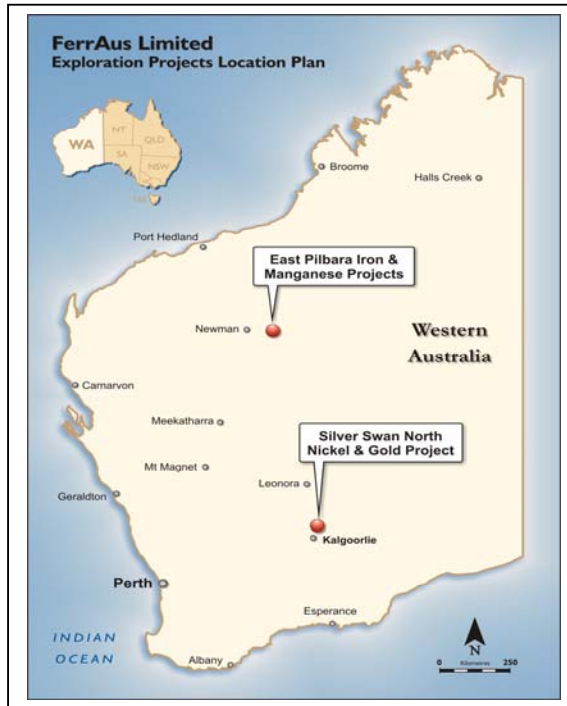 FerrAus Limited
Exploration Projects Location Plan
WA
NT
QLD
SA
NSW
Broome
Halls Creek
Port Hedland
East Pilbara Iron &
Manganese Projects
Newman
Western
Australia
Carnarvon
Meekatharra
Silver Swan North
Nickel & Gold Project
Mt Magnet
Leonora
Geraldton
Kalgoorlie
Perth
Esperance
INDIAN
OCEAN
Albany
N
0 Kilometres 250